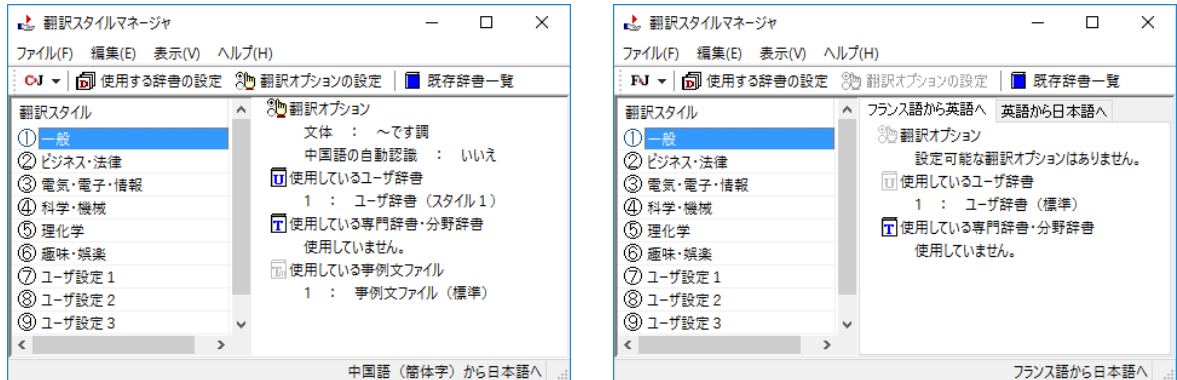 翻訳スタイルマネージャ
ファイル(F) 編集(E) 表示(V) ヘルプ(H)
C›J 使用する辞書の設定 翻訳オプションの設定 既存辞書一覧
翻訳スタイル
① 一般
② ビジネス・法律
③ 電気・電子・情報
④ 科学・機械
⑤ 理化学
⑥ 趣味・娯楽
⑦ ユーザ設定 1
⑧ ユーザ設定 2
⑨ ユーザ設定 3
翻訳オプション
文体 : ～です調
中国語の自動認識 : いいえ
U 使用しているユーザ辞書
1 : ユーザ辞書（スタイル1）
T 使用している専門辞書・分野辞書
使用していません。
Tm 使用している事例文ファイル
1 : 事例文ファイル（標準）
中国語（簡体字）から日本語へ
翻訳スタイルマネージャ
ファイル(F) 編集(E) 表示(V) ヘルプ(H)
F›J 使用する辞書の設定 翻訳オプションの設定 既存辞書一覧
翻訳スタイル
① 一般
② ビジネス・法律
③ 電気・電子・情報
④ 科学・機械
⑤ 理化学
⑥ 趣味・娯楽
⑦ ユーザ設定 1
⑧ ユーザ設定 2
⑨ ユーザ設定 3
フランス語から英語へ 英語から日本語へ
翻訳オプション
設定可能な翻訳オプションはありません。
U 使用しているユーザ辞書
1 : ユーザ辞書（標準）
T 使用している専門辞書・分野辞書
使用していません。
フランス語から日本語へ